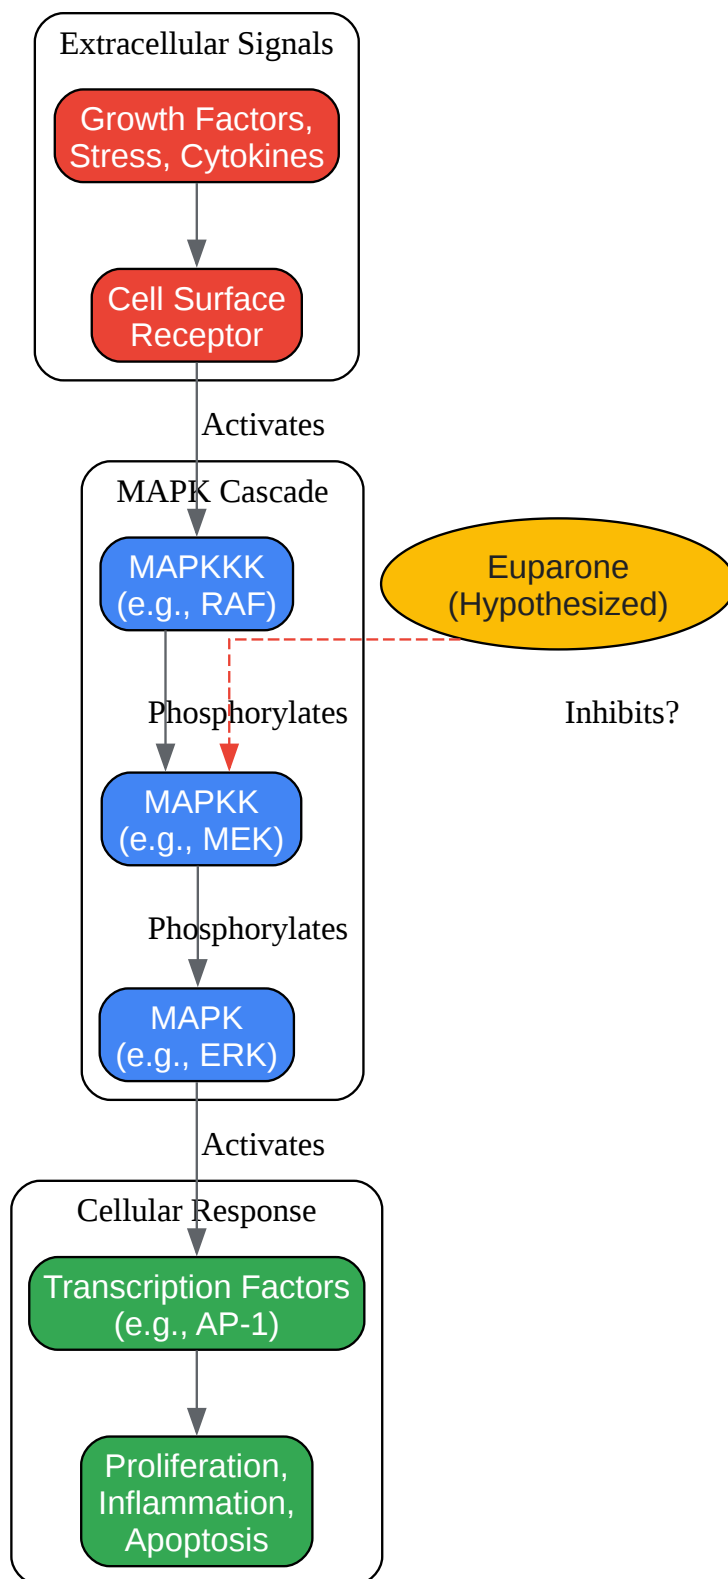 Extracellular Signals
Growth Factors,
Stress, Cytokines
Cell Surface
Receptor
Activates
MAPK Cascade
MAPKKK
(e.g., RAF)
Euparone
(Hypothesized)
Phosphorylates
Inhibits?
MAPKK
(e.g., MEK)
Phosphorylates
MAPK
(e.g., ERK)
Activates
Cellular Response
Transcription Factors
(e.g., AP-1)
Proliferation,
Inflammation,
Apoptosis